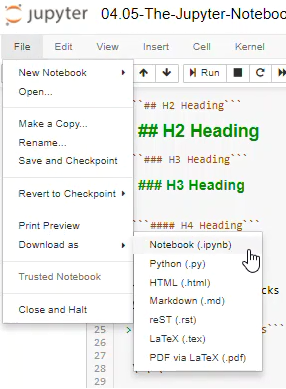 jupyter 04.05-The-Jupyter-Notebo
File Edit View Insert Cell Kernel
Run
New Notebook
Open...
Make a Copy...
Rename...
Save and Checkpoint
Revert to Checkpoint
Print Preview
Download as
Trusted Notebook
Close and Halt
Notebook (.ipynb)
Python (.py)
HTML (.html)
Markdown (.md)
reST (.rst)
LaTeX (.tex)
PDF via LaTeX (.pdf)
``## H2 Heading```
## H2 Heading
``### H3 Heading```
### H3 Heading
``#### H4 Heading```
cks
25
s```
28